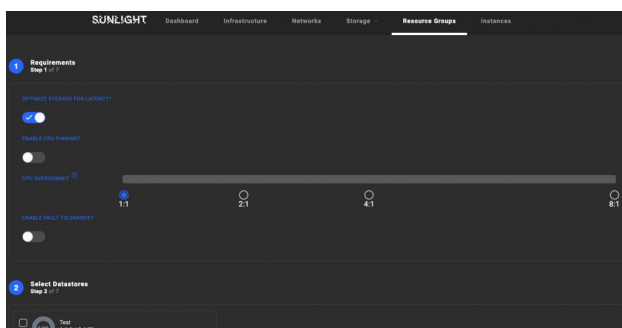 SUNLIGHT Dashboard Infrastructure Networks Storage Resource Groups Instances
1 Requirements
Step 1 of 7
OPTIMIZE STORAGE FOR LATENCY?
ENABLE CPU PINNING?
CPU OVERCOMMIT ?
1:1 2:1 4:1 8:1
ENABLE FAULT TOLERANCE?
2 Select Datastores
Step 2 of 7
Test